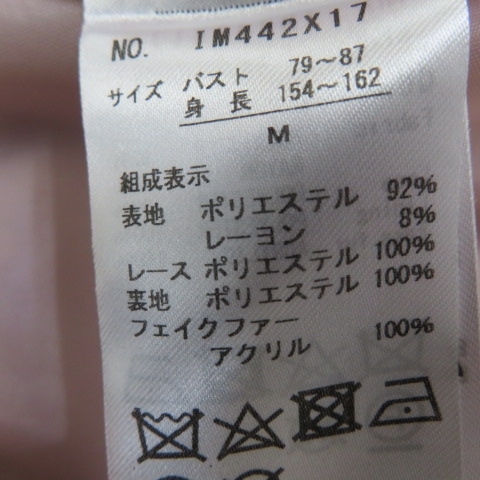 NO. IM442X17
サイズ バスト 79～87
身長 154～162
M
組成表示
表地 ポリエステル 92%
レーヨン 8%
レース ポリエステル 100%
裏地 ポリエステル 100%
フェイクファー
アクリル 100%